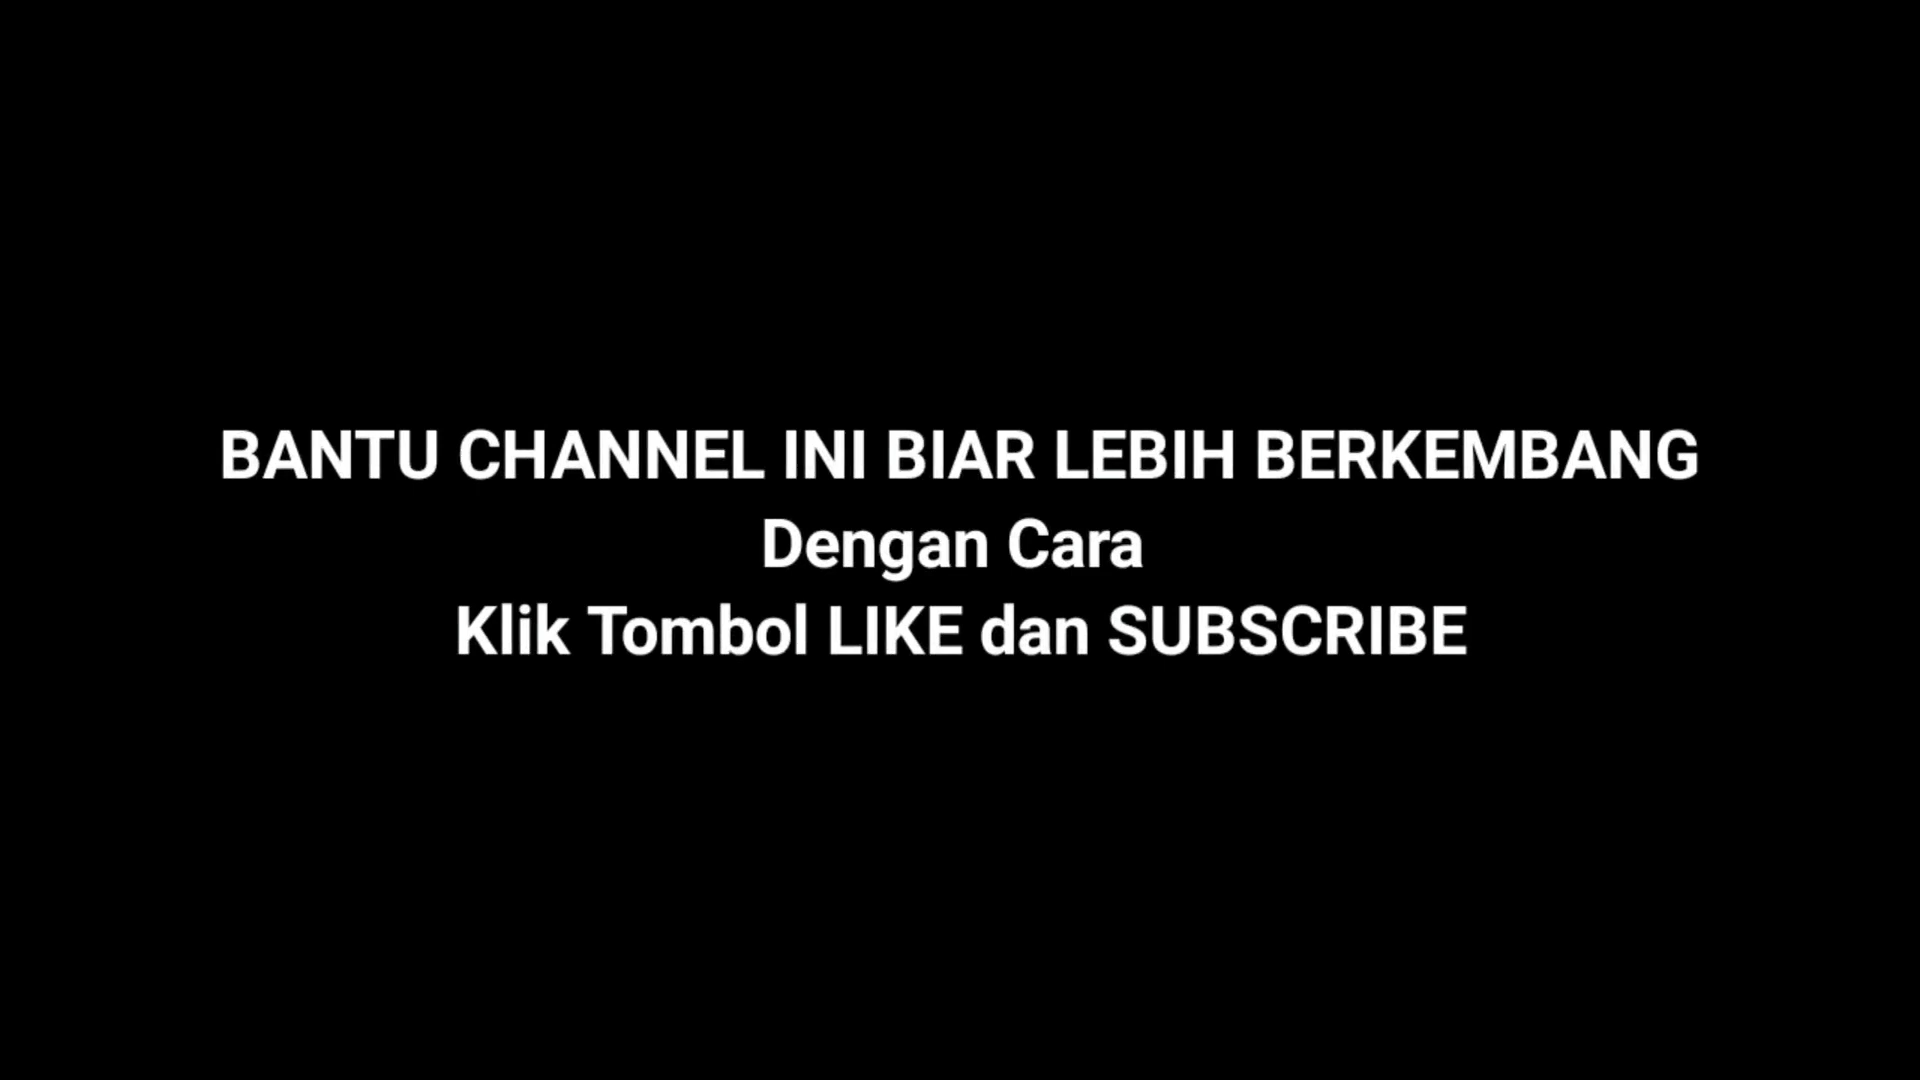 BANTU CHANNEL INI BIAR LEBIH BERKEMBANG
Dengan Cara
Klik Tombol LIKE dan SUBSCRIBE